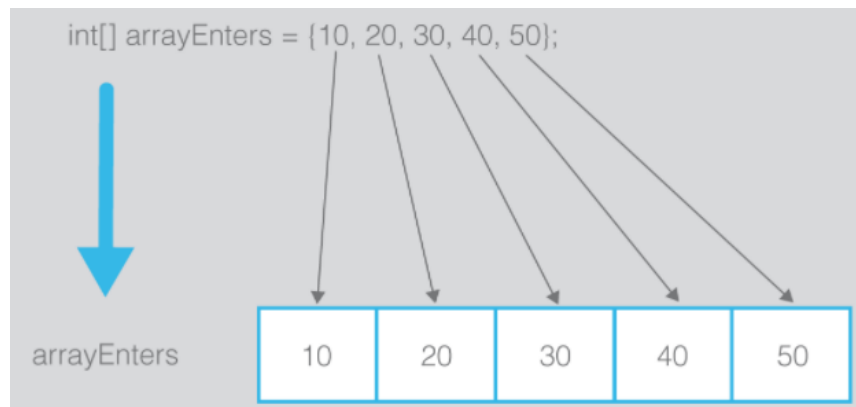 int[] arrayEnters = {10, 20, 30, 40, 50};
arrayEnters 10 20 30 40 50